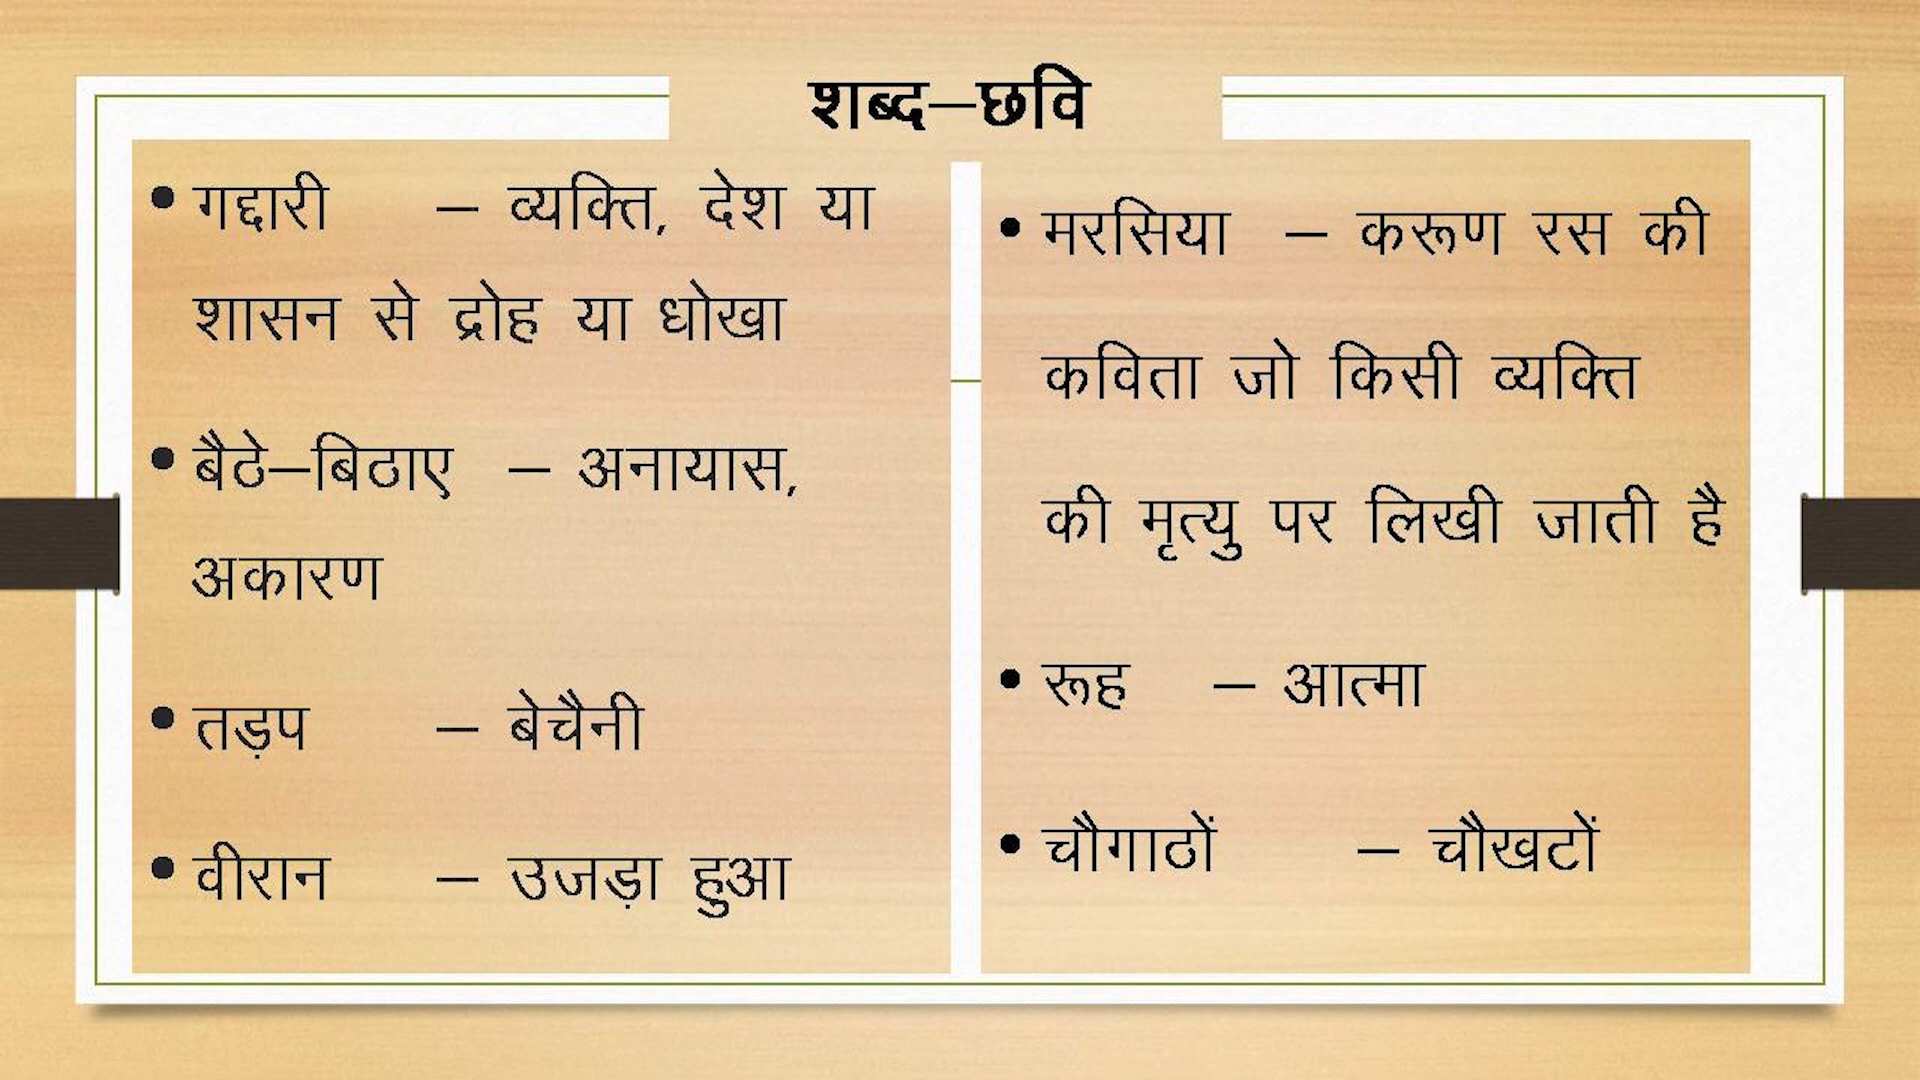 शब्द–छवि
• गद्दारी – व्यक्ति, देश या
शासन से द्रोह या धोखा
• बैठे–बिठाए – अनायास,
अकारण
• तड़प – बेचैनी
• वीरान – उजड़ा हुआ
• मरसिया – करूण रस की
कविता जो किसी व्यक्ति
की मृत्यु पर लिखी जाती है
• रूह – आत्मा
• चौगाठों – चौखटों